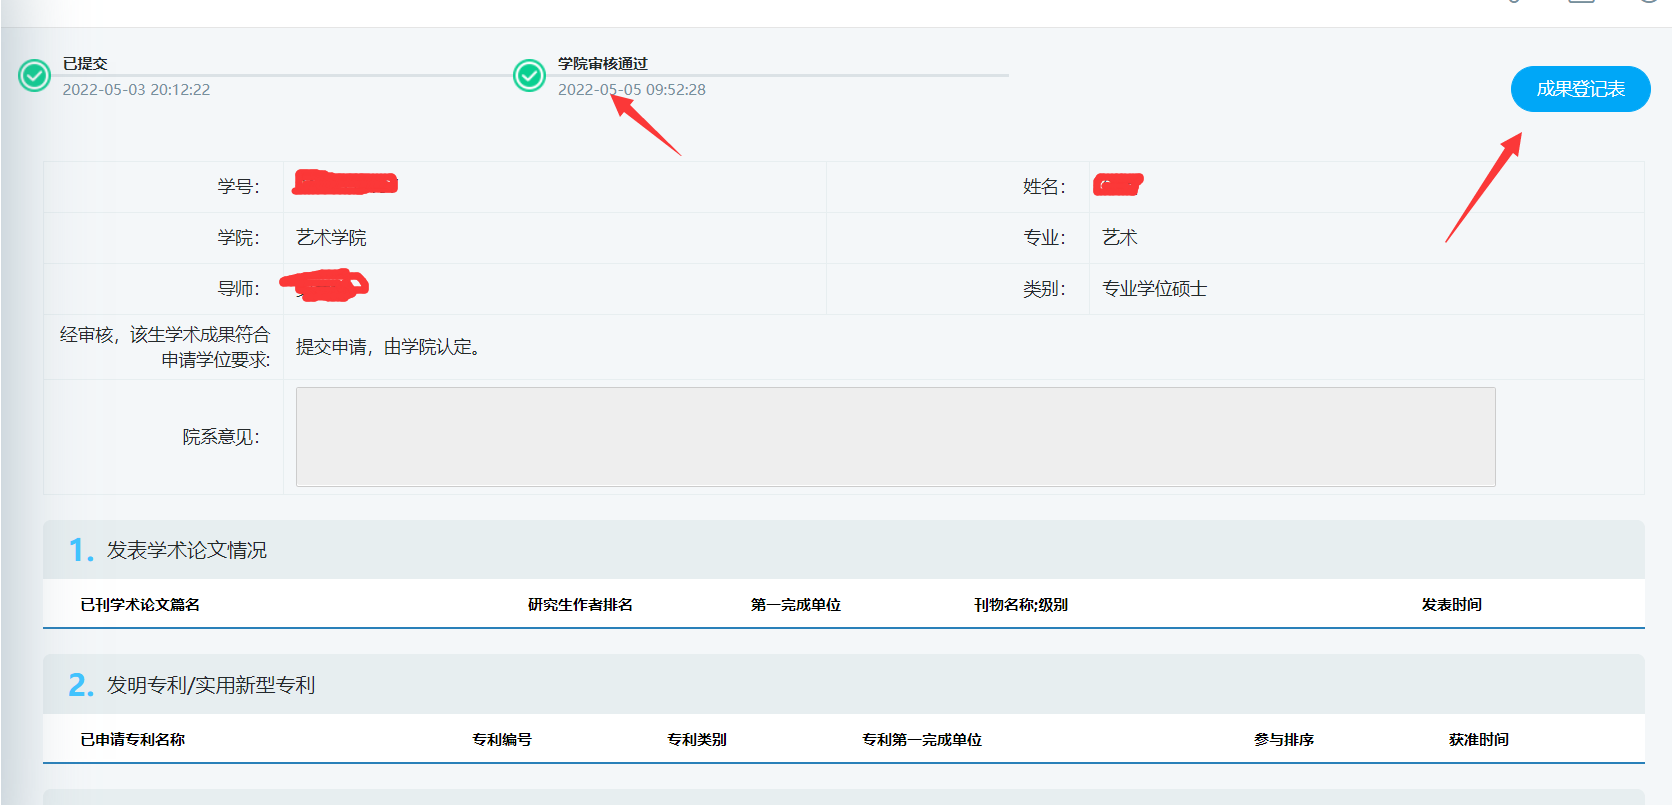 已提交
2022-05-03 20:12:22
学院审核通过
2022-05-05 09:52:28
成果登记表
学号：
姓名：
学院：
艺术学院
专业：
艺术
导师：
类别：
专业学位硕士
经审核，该生学术成果符合
申请学位要求:
提交申请，由学院认定。
院系意见：
1. 发表学术论文情况
已刊学术论文篇名
研究生作者排名
第一完成单位
刊物名称;级别
发表时间
2. 发明专利/实用新型专利
已申请专利名称
专利编号
专利类别
专利第一完成单位
参与排序
获准时间